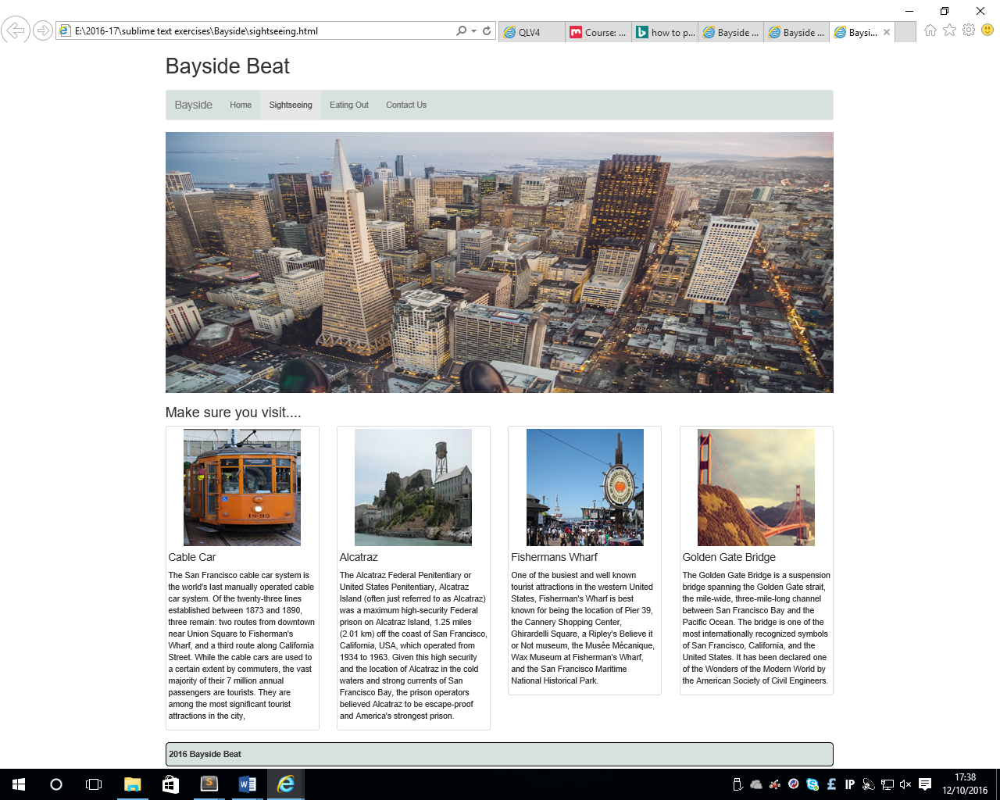 E:\2016-17\sublime text exercises\Bayside\sightseeing.html
QLV4
Course: ...
how to p...
Bayside ...
Bayside ...
Baysi...
Bayside Beat
Bayside Home Sightseeing Eating Out Contact Us
Make sure you visit....
18-95
FISHERMANS WHARF
SAN FRANCISCO
Cable Car
The San Francisco cable car system is
the world's last manually operated cable
car system. Of the twenty-three lines
established between 1873 and 1890,
three remain: two routes from downtown
near Union Square to Fisherman's
Wharf, and a third route along California
Street. While the cable cars are used to
a certain extent by commuters, the vast
majority of their 7 million annual
passengers are tourists. They are
among the most significant tourist
attractions in the city,
Alcatraz
The Alcatraz Federal Penitentiary or
United States Penitentiary, Alcatraz
Island (often just referred to as Alcatraz)
was a maximum high-security Federal
prison on Alcatraz Island, 1.25 miles
(2.01 km) off the coast of San Francisco,
California, USA, which operated from
1934 to 1963. Given this high security
and the location of Alcatraz in the cold
waters and strong currents of San
Francisco Bay, the prison operators
believed Alcatraz to be escape-proof
and America's strongest prison.
Fishermans Wharf
One of the busiest and well known
tourist attractions in the western United
States, Fisherman's Wharf is best
known for being the location of Pier 39,
the Cannery Shopping Center,
Ghirardelli Square, a Ripley's Believe it
or Not museum, the Musée Mécanique,
Wax Museum at Fisherman's Wharf,
and the San Francisco Maritime
National Historical Park.
Golden Gate Bridge
The Golden Gate Bridge is a suspension
bridge spanning the Golden Gate strait,
the mile-wide, three-mile-long channel
between San Francisco Bay and the
Pacific Ocean. The bridge is one of the
most internationally recognized symbols
of San Francisco, California, and the
United States. It has been declared one
of the Wonders of the Modern World by
the American Society of Civil Engineers.
2016 Bayside Beat
IP
17:38
12/10/2016